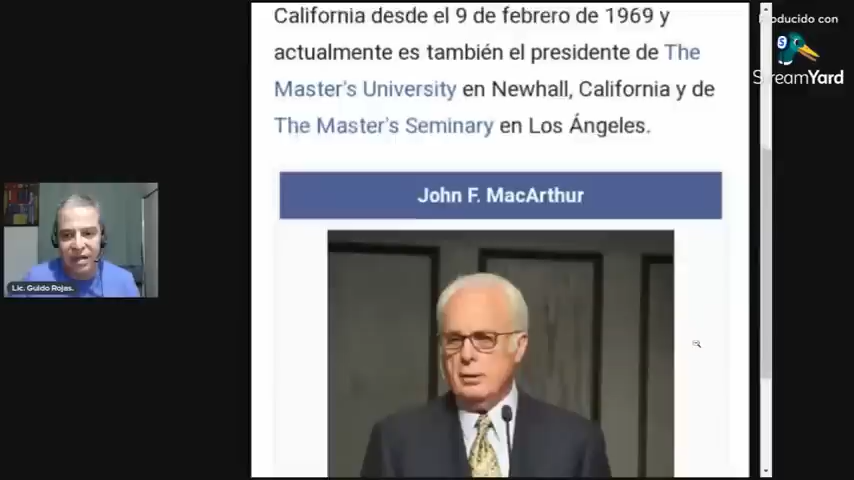 California desde el 9 de febrero de 1969 y
actualmente es también el presidente de The
Master's University en Newhall, California y de
The Master's Seminary en Los Ángeles.
John F. MacArthur
Lic. Guido Rojas.
Producido con
StreamYard